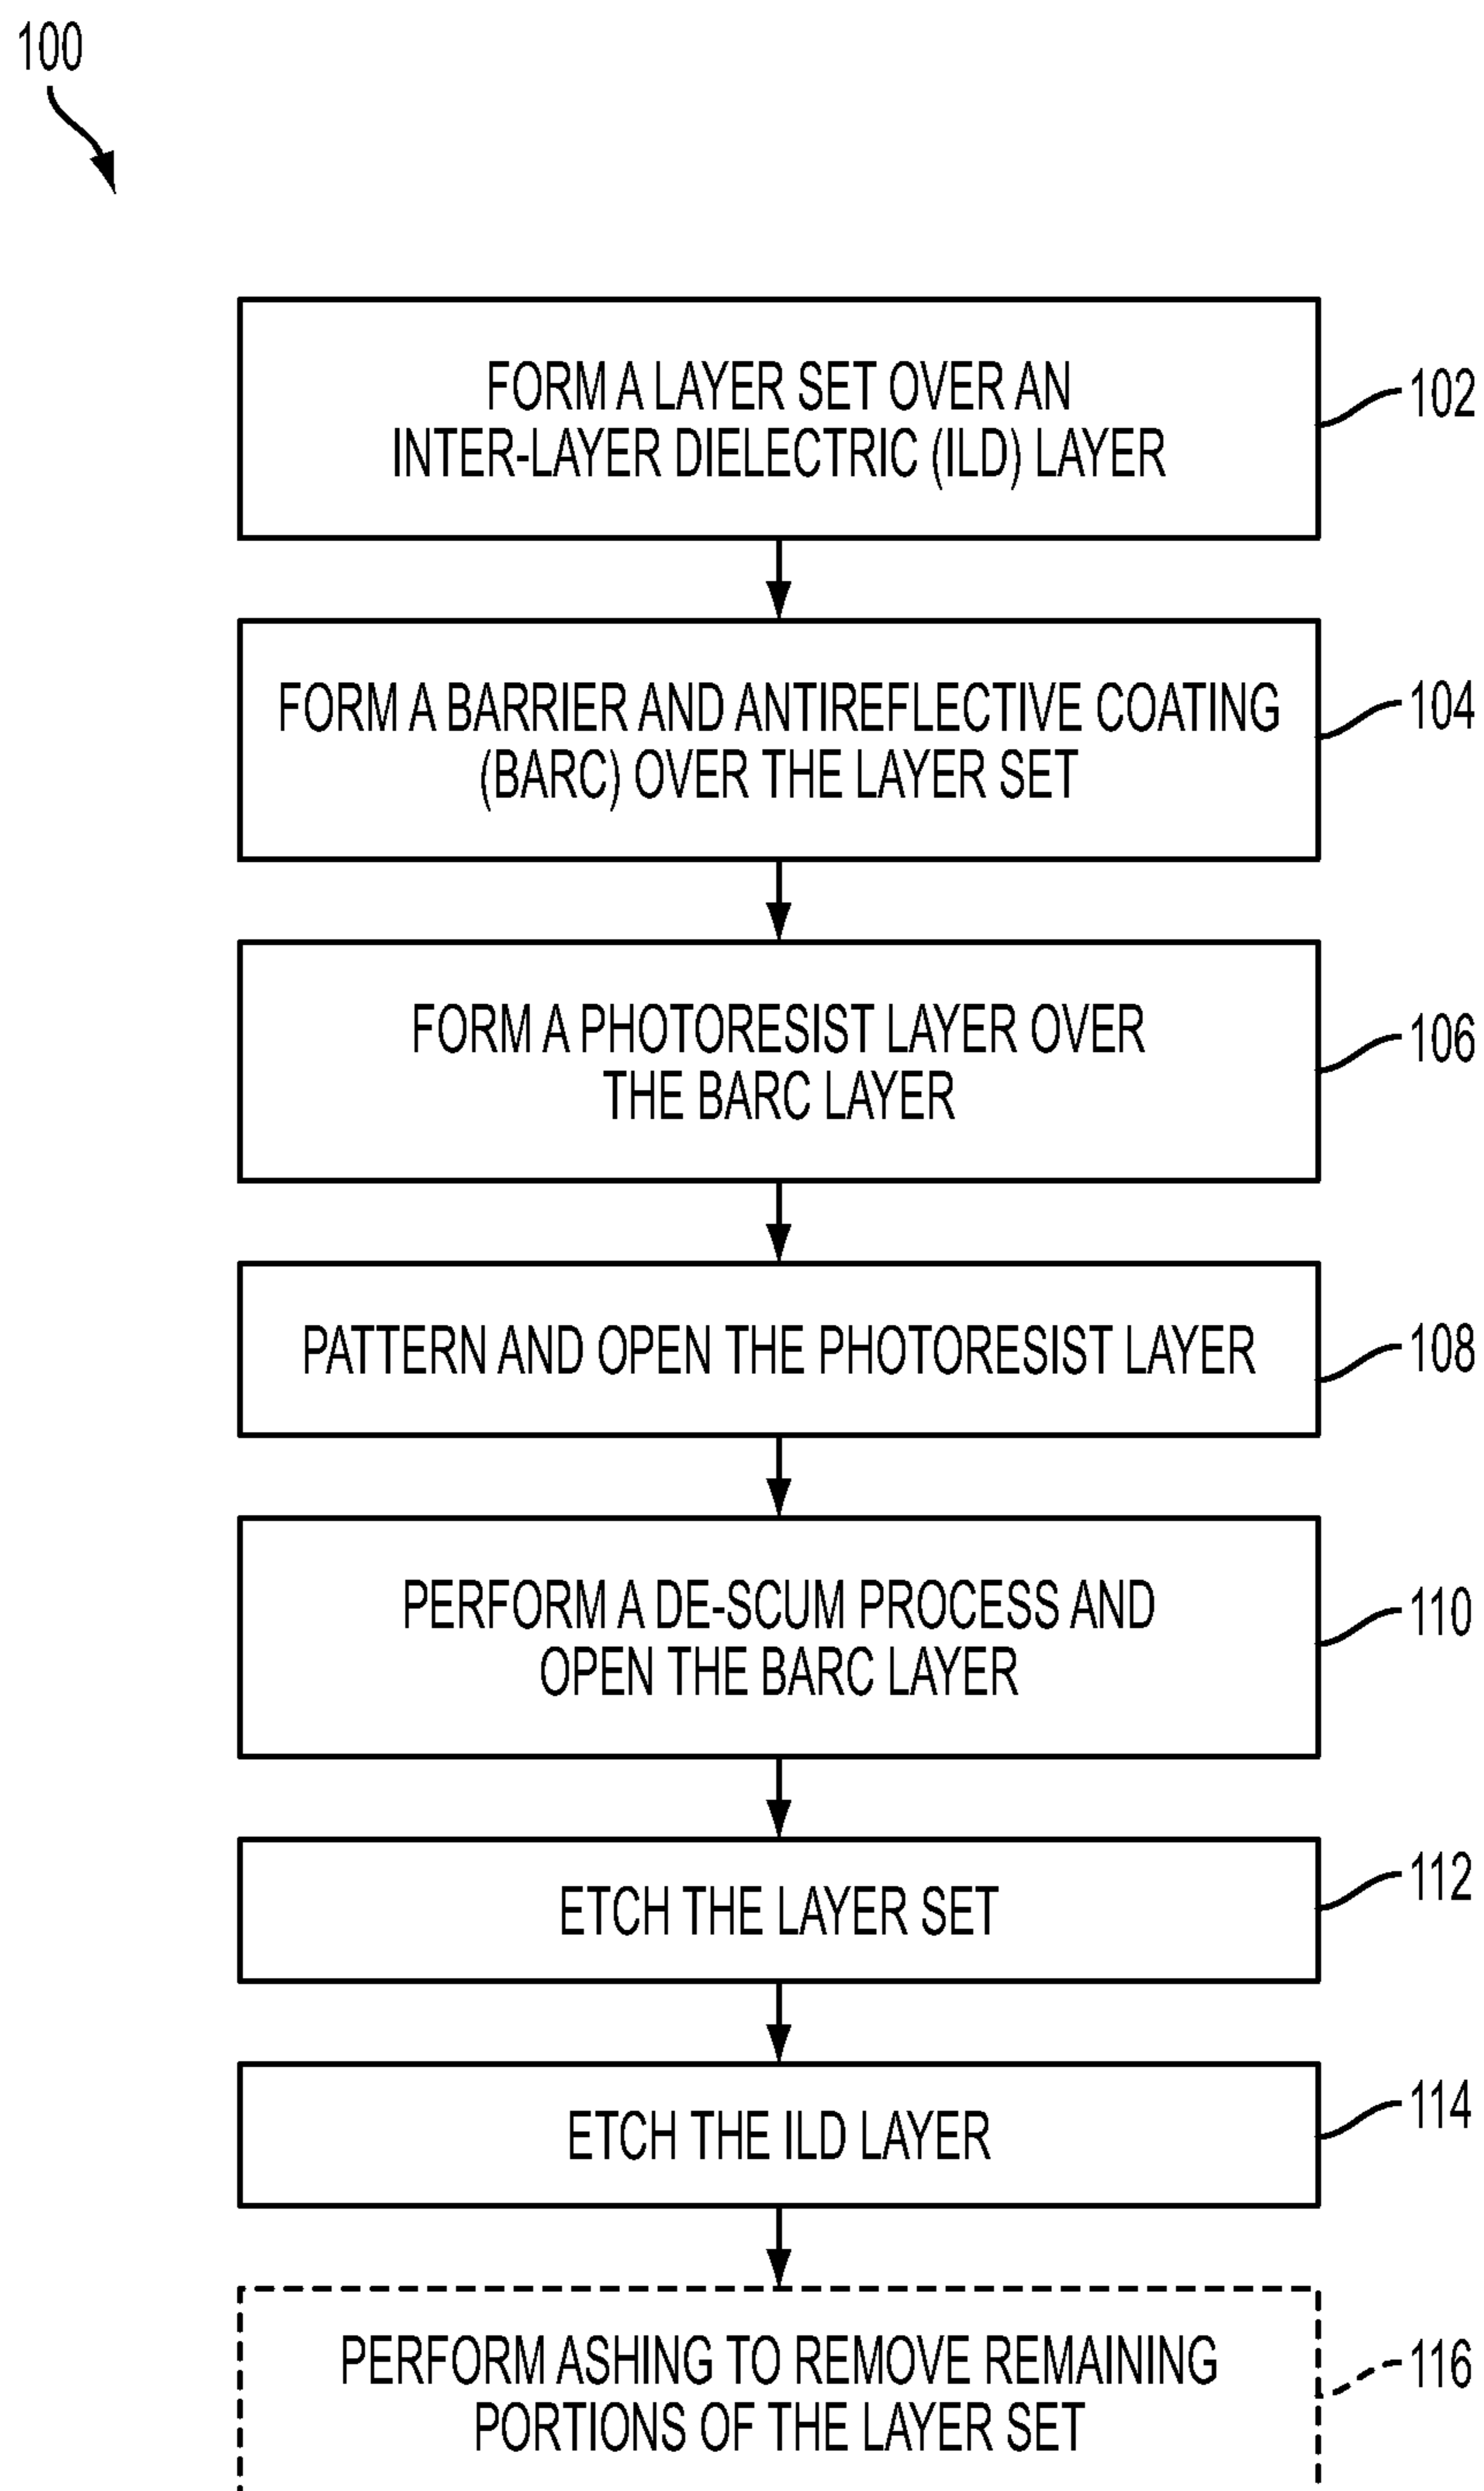 100
FORM A LAYER SET OVER AN
INTER-LAYER DIELECTRIC (ILD) LAYER
102
FORM A BARRIER AND ANTIREFLECTIVE COATING
(BARC) OVER THE LAYER SET
104
FORM A PHOTORESIST LAYER OVER
THE BARC LAYER
106
PATTERN AND OPEN THE PHOTORESIST LAYER
108
PERFORM A DE-SCUM PROCESS AND
OPEN THE BARC LAYER
110
ETCH THE LAYER SET
112
ETCH THE ILD LAYER
114
PERFORM ASHING TO REMOVE REMAINING
PORTIONS OF THE LAYER SET
116